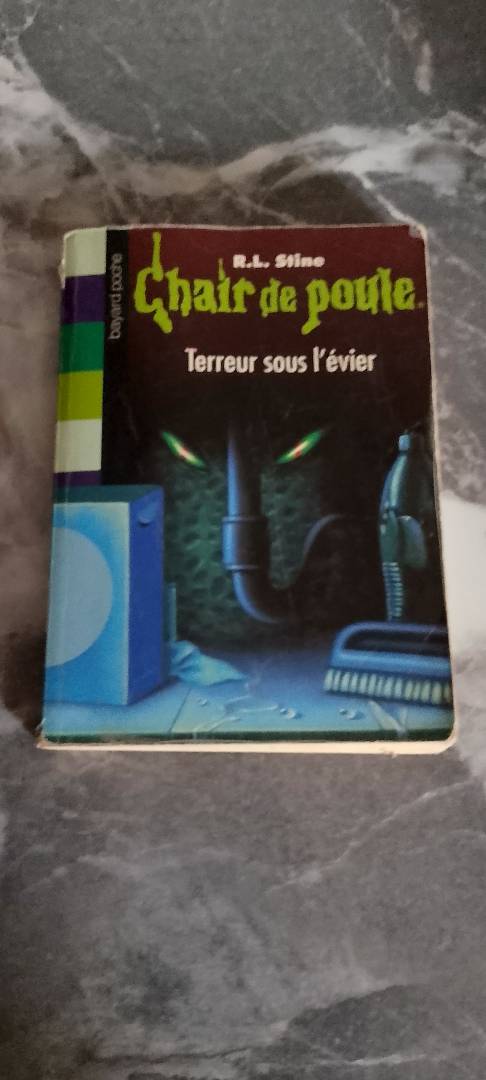 bayard poche
R.L. Stine
Chair de poule.
Terreur sous l'évier